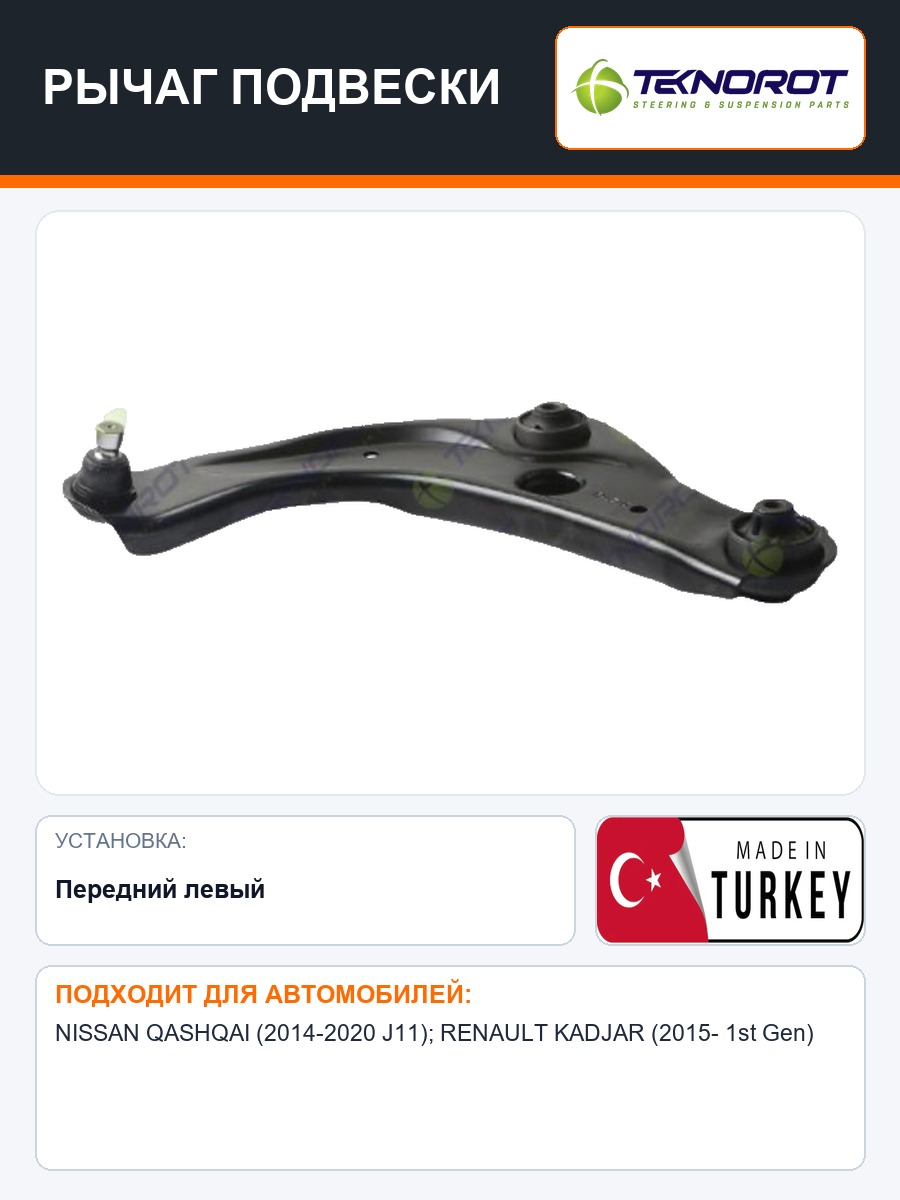 РЫЧАГ ПОДВЕСКИ
TEKNOROT
STEERING & SUSPENSION PARTS
УСТАНОВКА:
Передний левый
MADE IN
TURKEY
ПОДХОДИТ ДЛЯ АВТОМОБИЛЕЙ:
NISSAN QASHQAI (2014-2020 J11); RENAULT KADJAR (2015- 1st Gen)